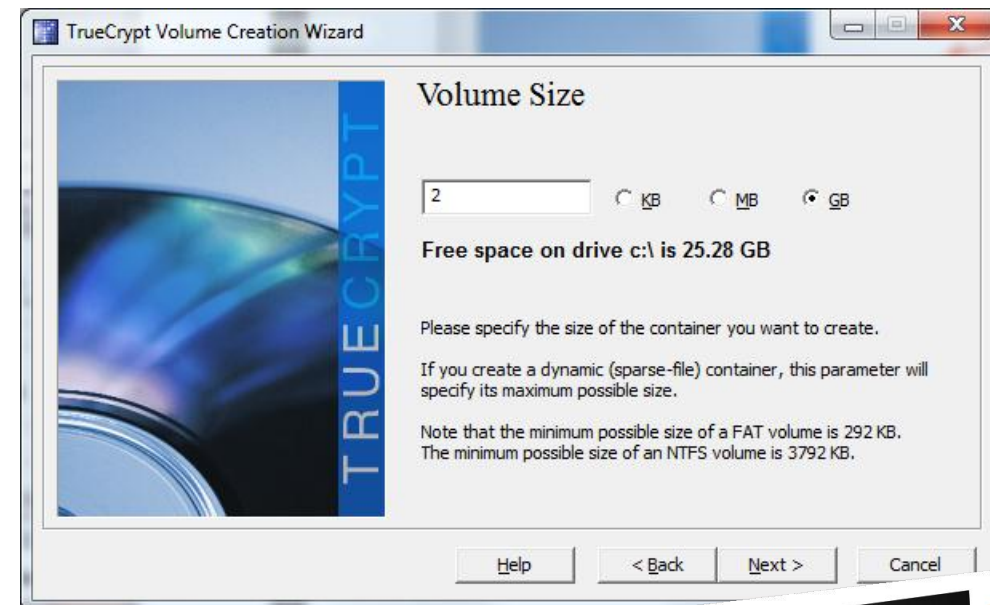 TrueCrypt Volume Creation Wizard
TRUECRYPT
Volume Size
2 KB MB GB
Free space on drive c:\ is 25.28 GB
Please specify the size of the container you want to create.
If you create a dynamic (sparse-file) container, this parameter will
specify its maximum possible size.
Note that the minimum possible size of a FAT volume is 292 KB.
The minimum possible size of an NTFS volume is 3792 KB.
Help < Back Next > Cancel